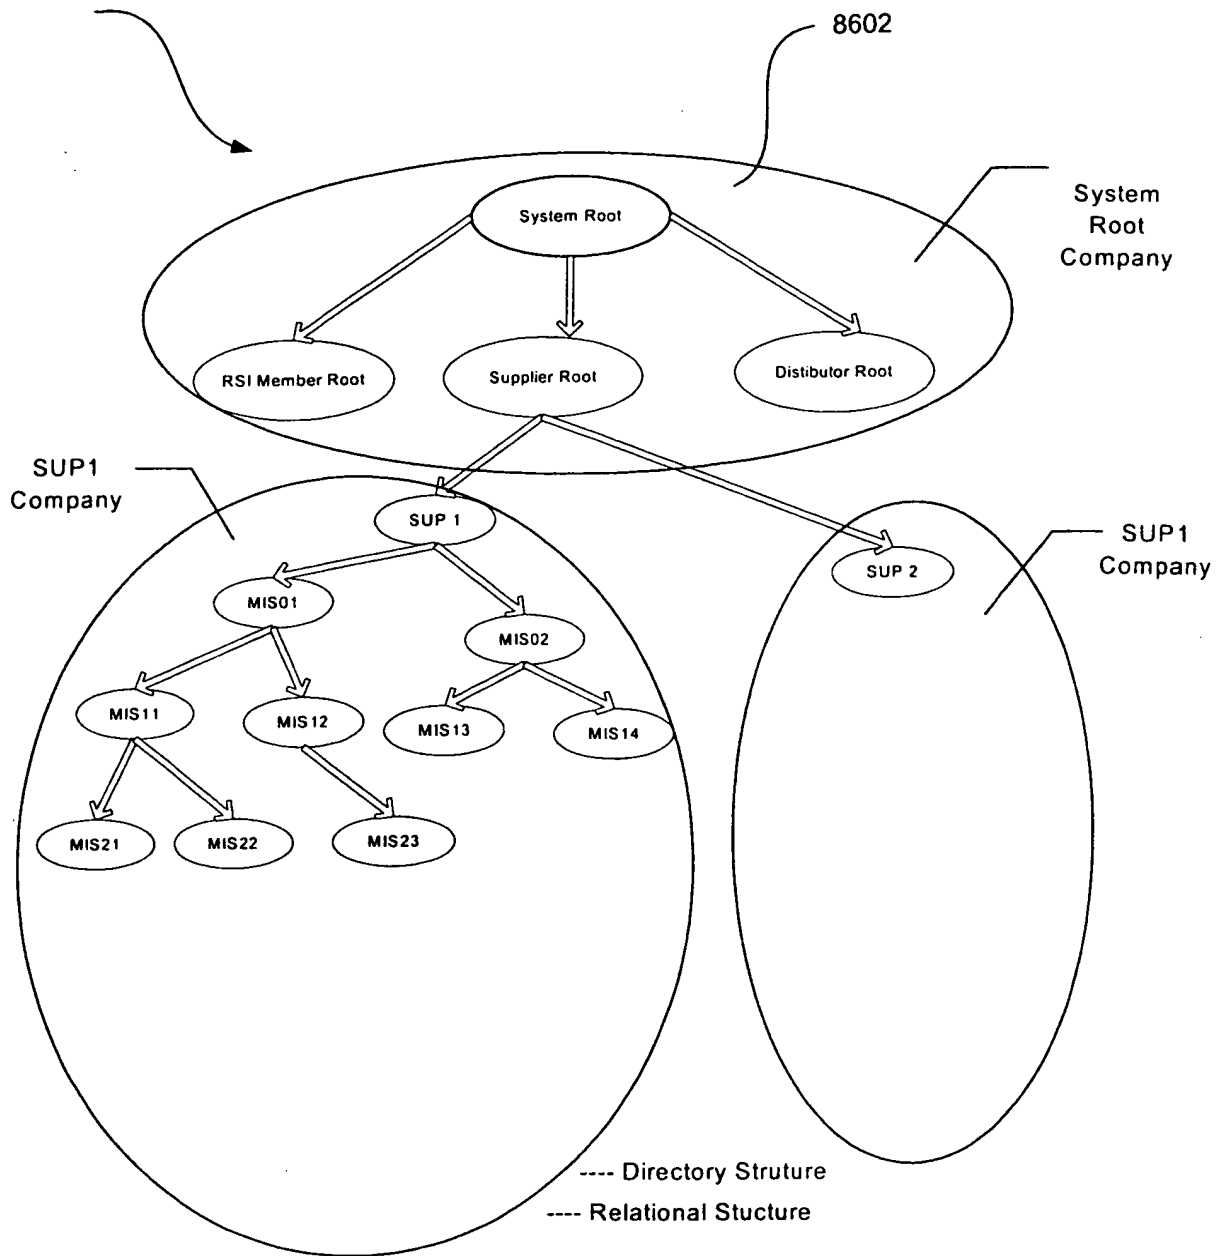 8602
System Root
System
Root
Company
RSI Member Root
Supplier Root
Distibutor Root
SUP1
Company
SUP 1
SUP 2
SUP1
Company
MIS01
MIS02
MIS11
MIS12
MIS13
MIS14
MIS21
MIS22
MIS23
---- Directory Struture
---- Relational Stucture